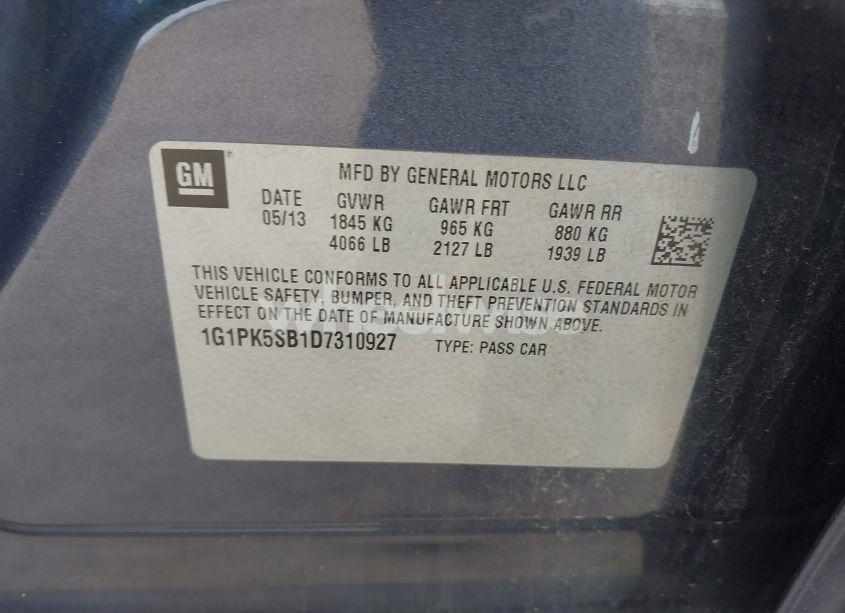 GM
MFD BY GENERAL MOTORS LLC
DATE GVWR GAWR FRT GAWR RR
05/13 1845 KG 965 KG 880 KG
4066 LB 2127 LB 1939 LB
THIS VEHICLE CONFORMS TO ALL APPLICABLE U.S. FEDERAL MOTOR
VEHICLE SAFETY, BUMPER, AND THEFT PREVENTION STANDARDS IN
EFFECT ON THE DATE OF MANUFACTURE SHOWN ABOVE.
1G1PK5SB1D7310927 TYPE: PASS CAR